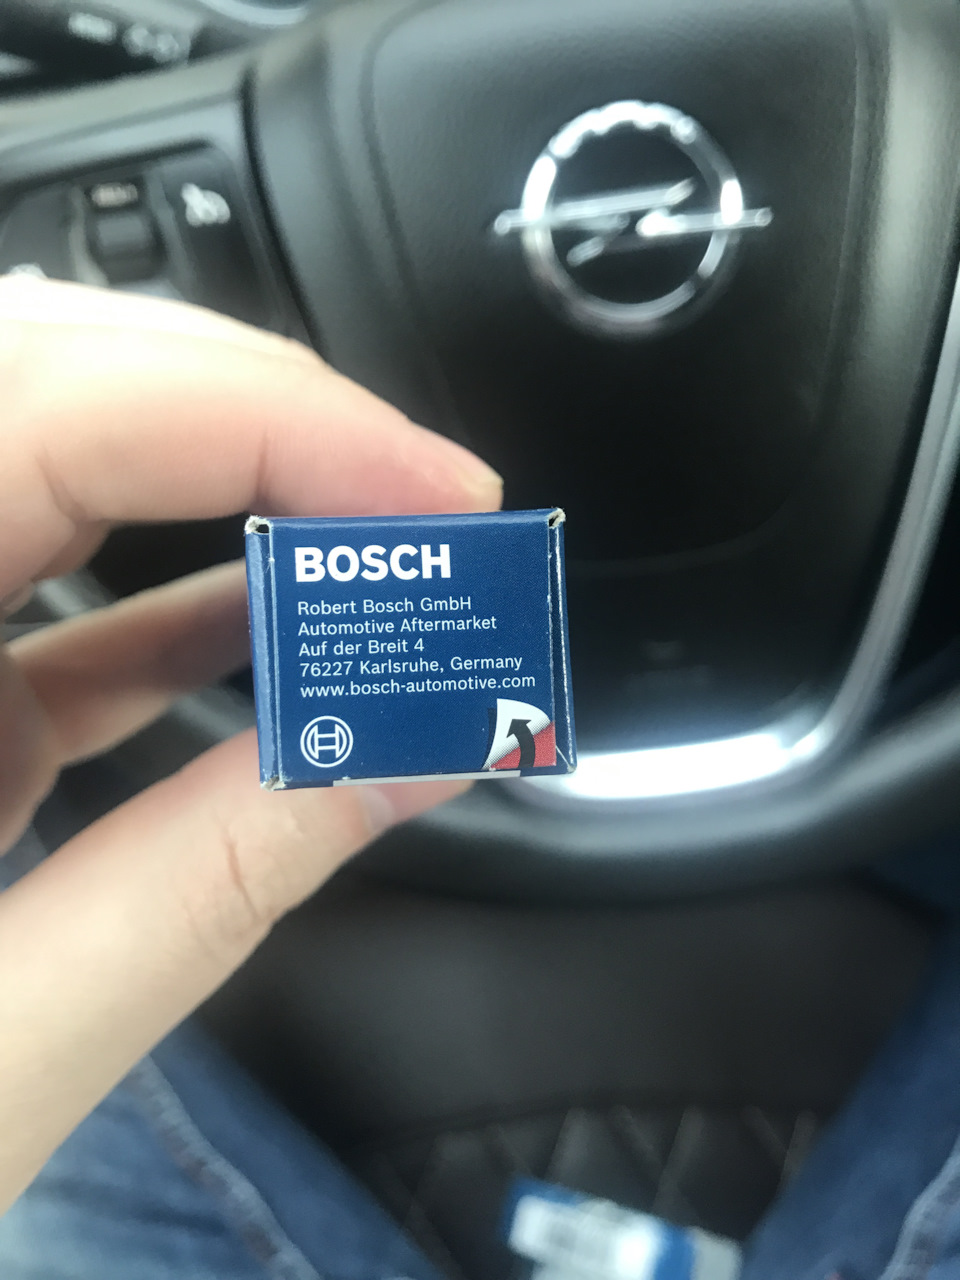 BOSCH
Robert Bosch GmbH
Automotive Aftermarket
Auf der Breit 4
76227 Karlsruhe, Germany
www.bosch-automotive.com